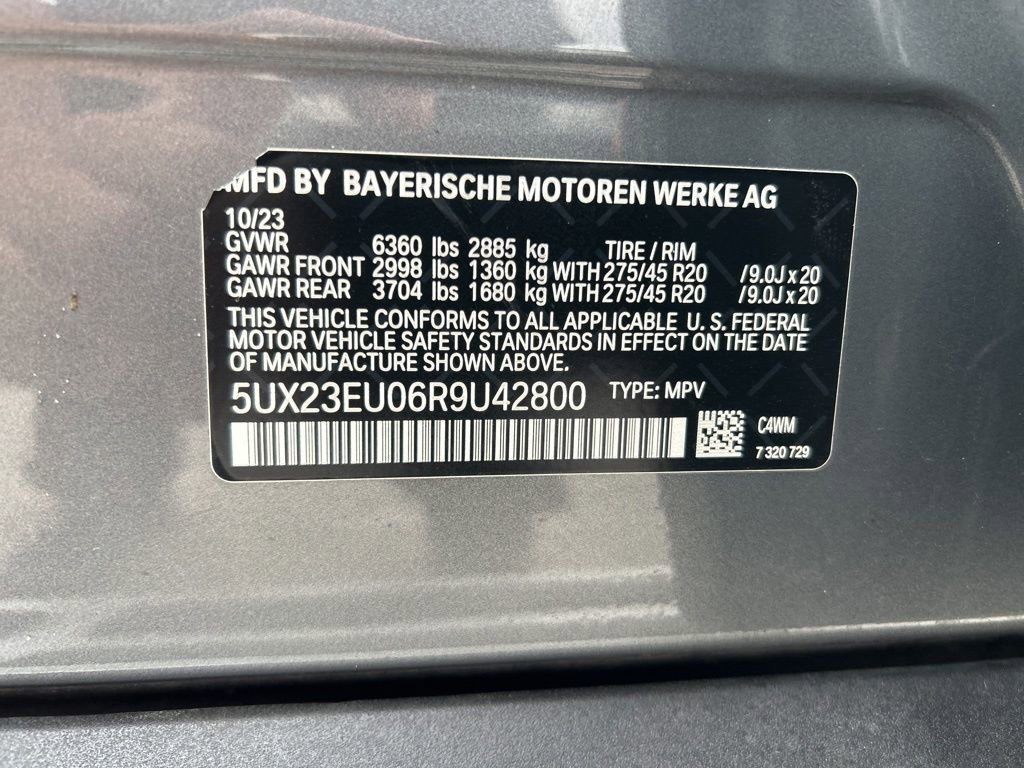 MFD BY BAYERISCHE MOTOREN WERKE AG
10/23
GVWR 6360 lbs 2885 kg TIRE / RIM
GAWR FRONT 2998 lbs 1360 kg WITH 275/45 R20 /9.0J x 20
GAWR REAR 3704 lbs 1680 kg WITH 275/45 R20 /9.0J x 20
THIS VEHICLE CONFORMS TO ALL APPLICABLE U. S. FEDERAL
MOTOR VEHICLE SAFETY STANDARDS IN EFFECT ON THE DATE
OF MANUFACTURE SHOWN ABOVE.
5UX23EU06R9U42800 TYPE: MPV
C4WM
7 320 729